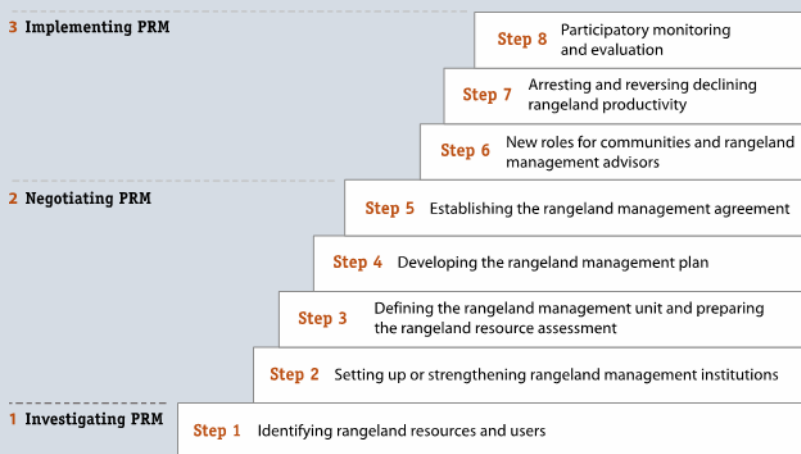 3 Implementing PRM
Step 8 Participatory monitoring
and evaluation
Step 7 Arresting and reversing declining
rangeland productivity
Step 6 New roles for communities and rangeland
management advisors
2 Negotiating PRM
Step 5 Establishing the rangeland management agreement
Step 4 Developing the rangeland management plan
Step 3 Defining the rangeland management unit and preparing
the rangeland resource assessment
Step 2 Setting up or strengthening rangeland management institutions
1 Investigating PRM
Step 1 Identifying rangeland resources and users